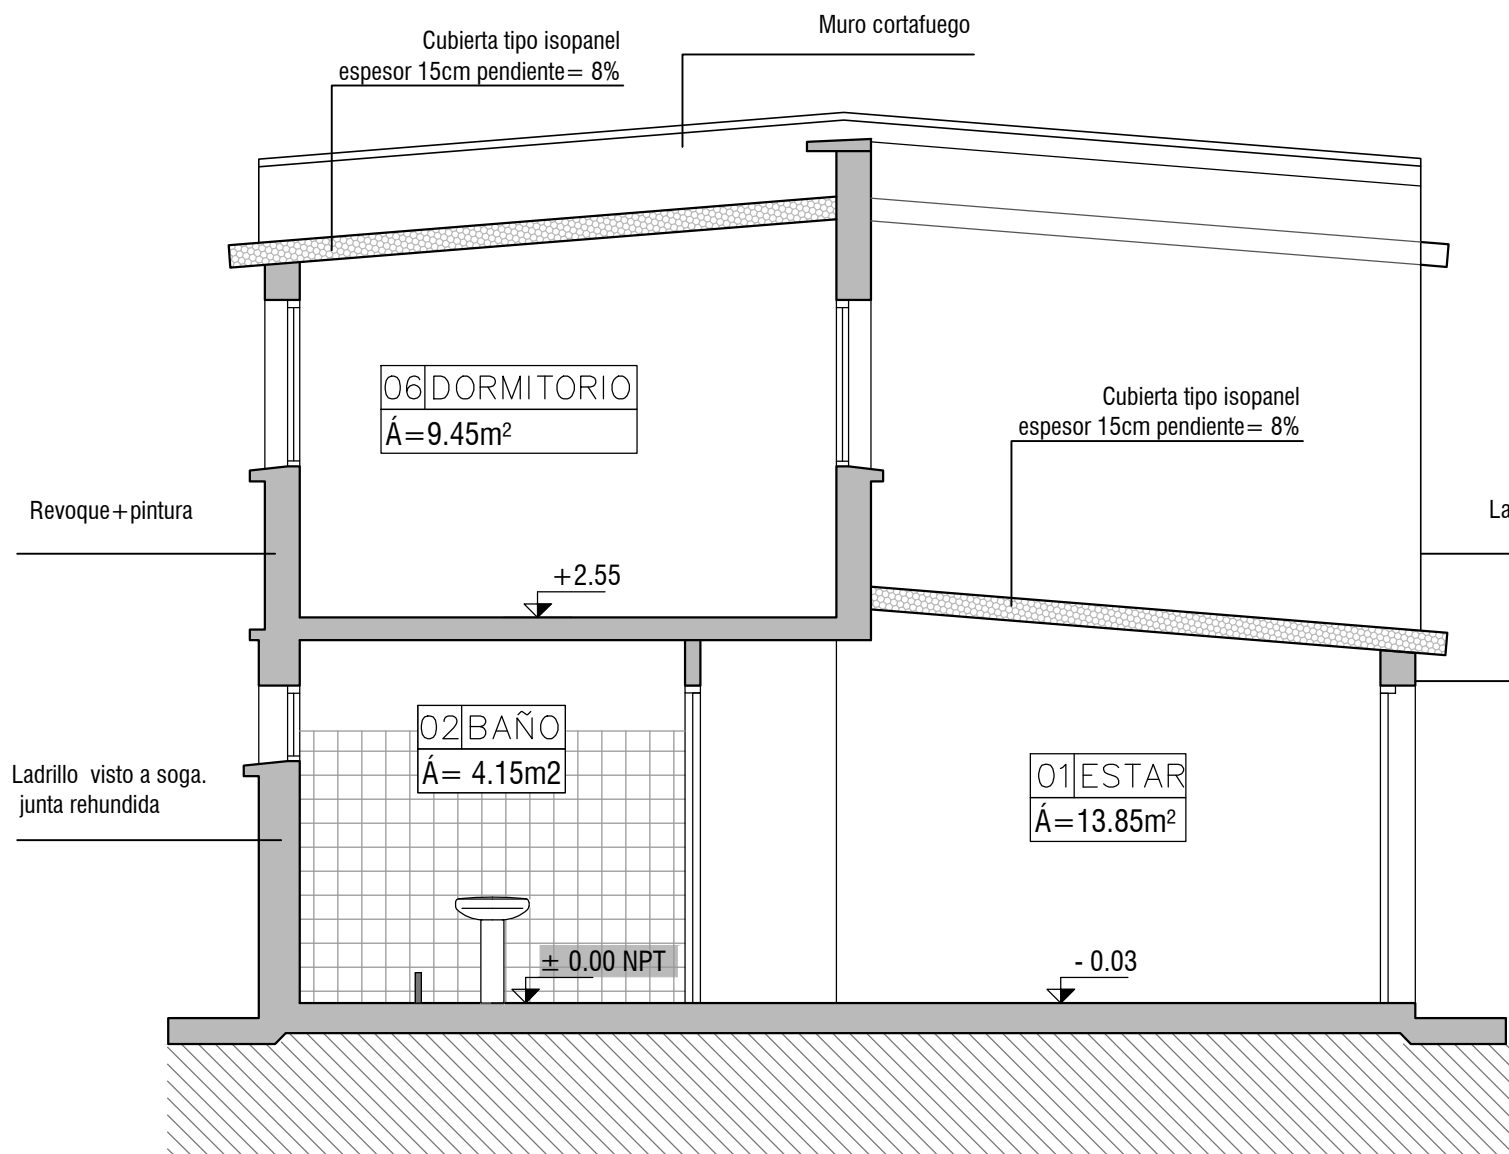 Muro cortafuego
Cubierta tipo isopanel
espesor 15cm pendiente= 8%
06 DORMITORIO
Á=9.45m²
Cubierta tipo isopanel
espesor 15cm pendiente= 8%
Revoque+pintura
La
+2.55
02 BAÑO
Á= 4.15m2
Ladrillo visto a soga.
junta rehundida
01 ESTAR
Á=13.85m²
± 0.00 NPT
- 0.03